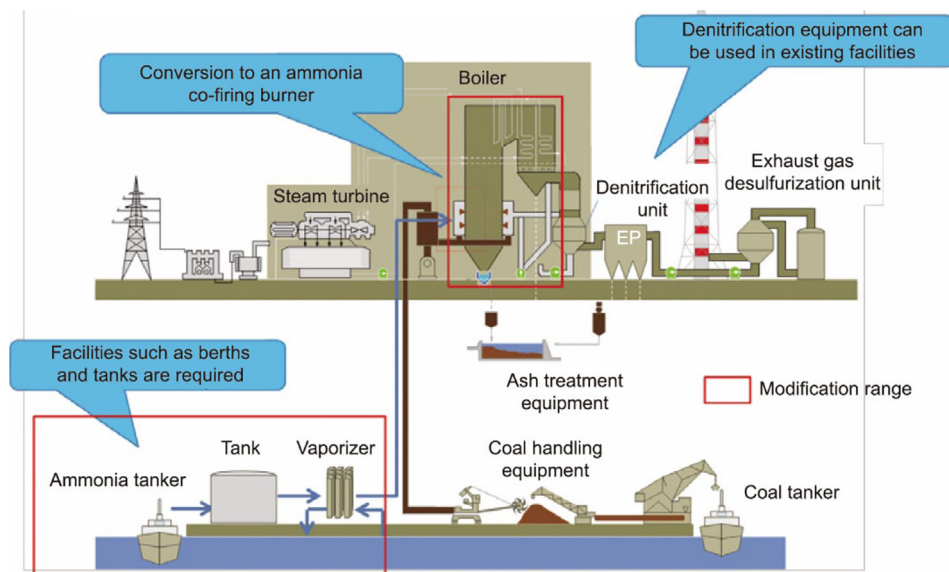 Denitrification equipment can
be used in existing facilities
Conversion to an ammonia
co-firing burner
Boiler
Exhaust gas
desulfurization unit
Steam turbine
Denitrification
unit
EP
Facilities such as berths
and tanks are required
Ash treatment
equipment
Modification range
Tank
Vaporizer
Coal handling
equipment
Ammonia tanker
Coal tanker